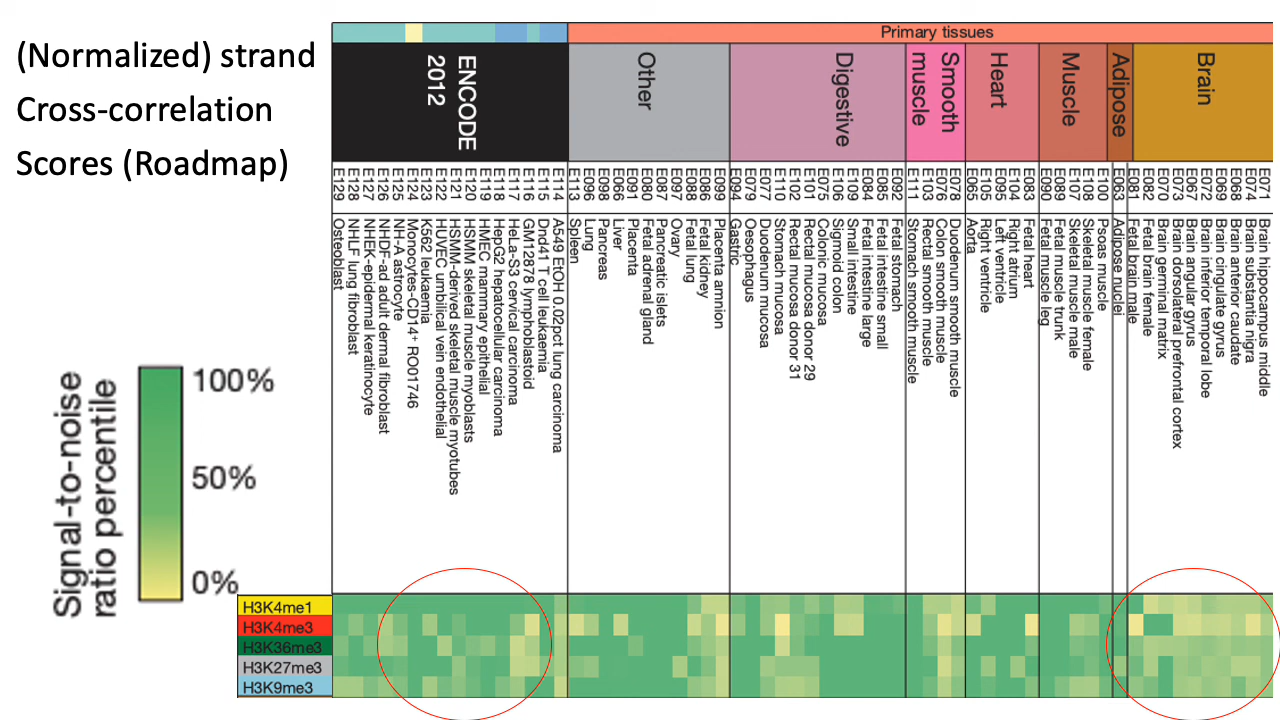 (Normalized) strand
Cross-correlation
Scores (Roadmap)
Primary tissues
ENCODE
2012
Other
Digestive
Smooth
muscle
Heart
Muscle
Adipose
Brain
E129 Osteoblast
E128 NHLF lung fibroblast
E127 NHEK-epidermal keratinocyte
E126 NHDF-ad adult dermal fibroblast
E125 NH-A astrocyte
E124 Monocytes-CD14⁺ RO01746
E123 K562 leukaemia
E122 HUVEC umbilical vein endothelial
E121 HSMM-derived skeletal muscle myotubes
E120 HSMM skeletal muscle myoblasts
E119 HMEC mammary epithelial
E118 HepG2 hepatocellular carcinoma
E117 HeLa-S3 cervical carcinoma
E116 GM12878 lymphoblastoid
E115 Dnd41 T cell leukaemia
E114 A549 EtOH 0.02pct lung carcinoma
E113 Spleen
E096 Lung
E098 Pancreas
E066 Liver
E091 Placenta
E080 Fetal adrenal gland
E087 Pancreatic islets
E097 Ovary
E088 Fetal lung
E086 Fetal kidney
E099 Placenta amnion
E094 Gastric
E079 Oesophagus
E077 Duodenum mucosa
E110 Stomach mucosa
E102 Rectal mucosa donor 31
E101 Rectal mucosa donor 29
E075 Colonic mucosa
E106 Sigmoid colon
E109 Small intestine
E084 Fetal intestine large
E085 Fetal intestine small
E092 Fetal stomach
E111 Stomach smooth muscle
E103 Rectal smooth muscle
E076 Colon smooth muscle
E078 Duodenum smooth muscle
E065 Aorta
E105 Right ventricle
E095 Left ventricle
E104 Right atrium
E083 Fetal heart
E090 Fetal muscle leg
E089 Fetal muscle trunk
E107 Skeletal muscle male
E108 Skeletal muscle female
E100 Psoas muscle
E063 Adipose nuclei
E081 Fetal brain male
E082 Fetal brain female
E070 Brain germinal matrix
E073 Brain dorsolateral prefrontal cortex
E067 Brain angular gyrus
E072 Brain inferior temporal lobe
E069 Brain cingulate gyrus
E068 Brain anterior caudate
E074 Brain substantia nigra
E071 Brain hippocampus middle
Signal-to-noise
ratio percentile
100%
50%
0%
H3K4me1
H3K4me3
H3K36me3
H3K27me3
H3K9me3